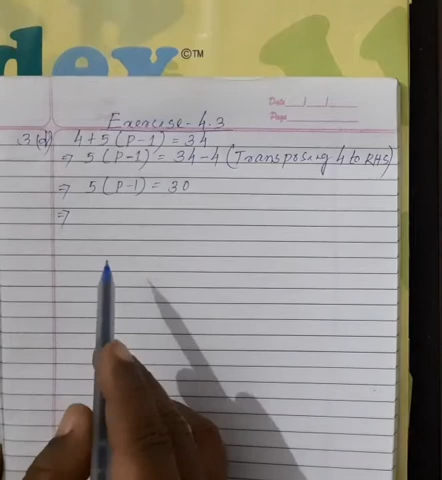 dey ©TM
Date / /
Page
Exercise-4.3
3(d) 4+5(P-1)=34
⇒ 5(P-1) = 34-4 (Transposing 4 to RHS)
⇒ 5(P-1) = 30
⇒